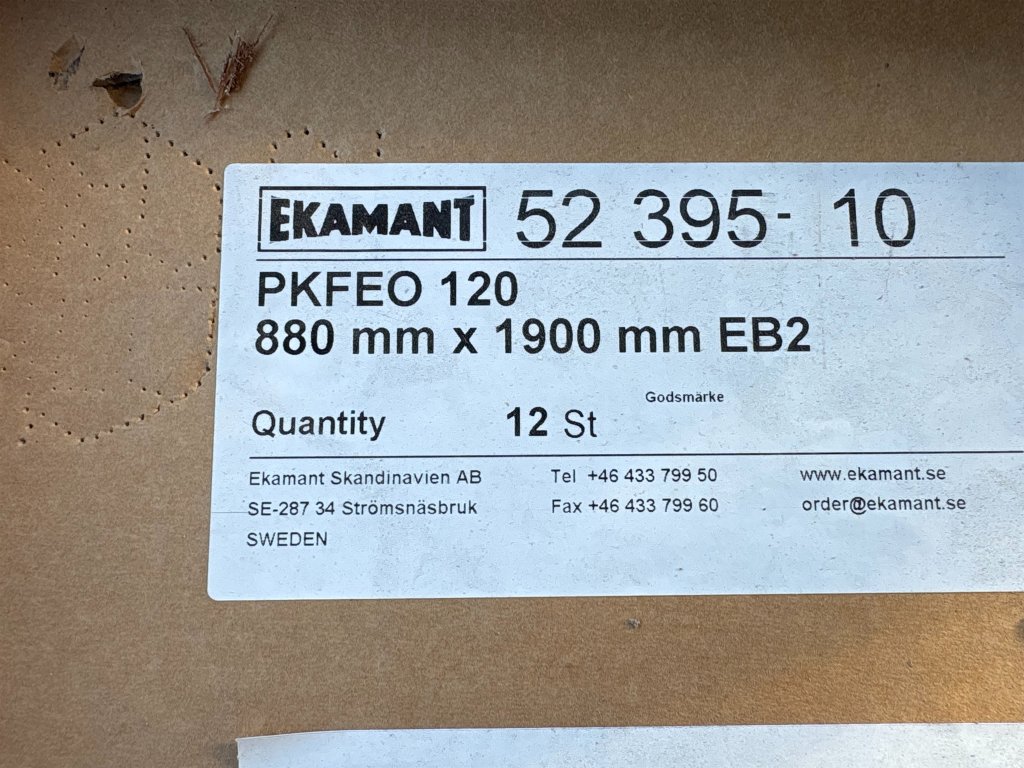 EKAMANT 52 395- 10
PKFEO 120
880 mm x 1900 mm EB2
Godsmärke
Quantity 12 St
Ekamant Skandinavien AB Tel +46 433 799 50 www.ekamant.se
SE-287 34 Strömsnäsbruk Fax +46 433 799 60 order@ekamant.se
SWEDEN